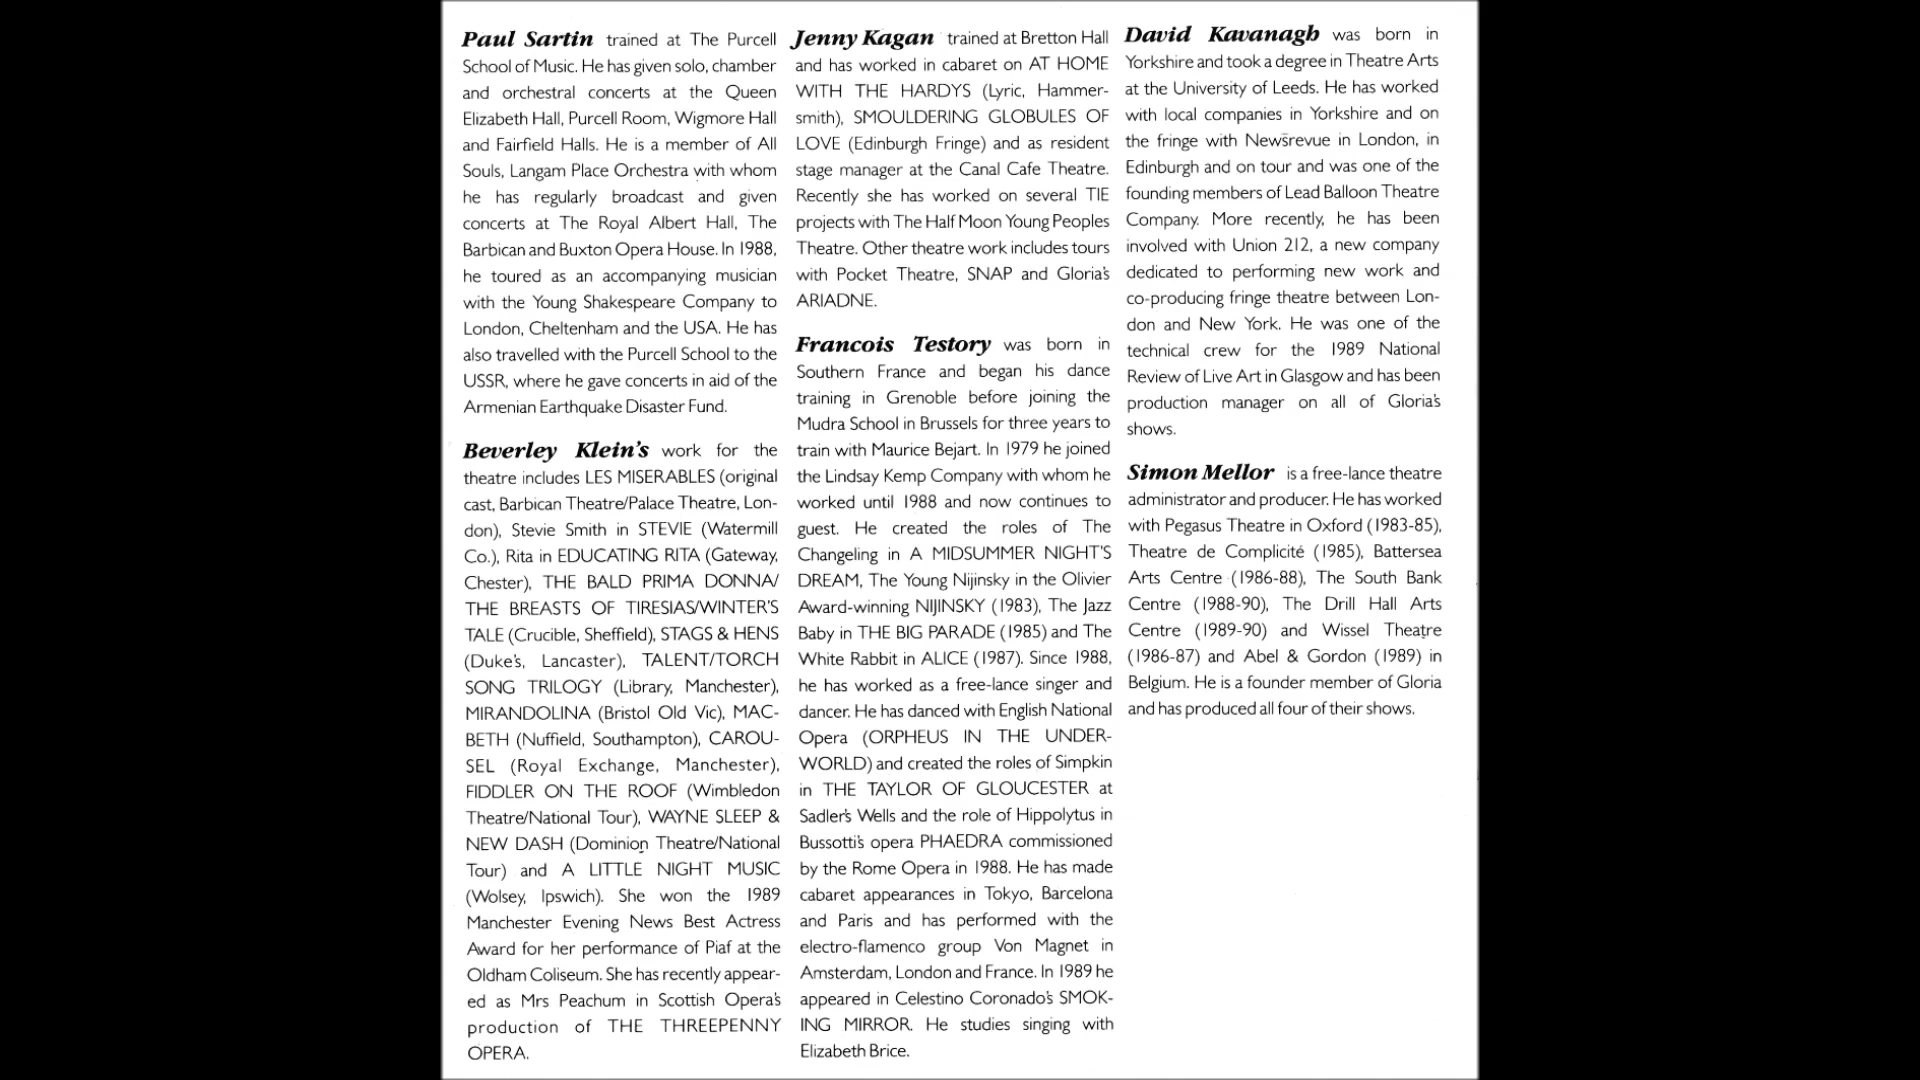 Paul Sartin trained at The Purcell
School of Music. He has given solo, chamber
and orchestral concerts at the Queen
Elizabeth Hall, Purcell Room, Wigmore Hall
and Fairfield Halls. He is a member of All
Souls, Langam Place Orchestra with whom
he has regularly broadcast and given
concerts at The Royal Albert Hall, The
Barbican and Buxton Opera House. In 1988,
he toured as an accompanying musician
with the Young Shakespeare Company to
London, Cheltenham and the USA. He has
also travelled with the Purcell School to the
USSR, where he gave concerts in aid of the
Armenian Earthquake Disaster Fund.
Beverley Klein's work for the
theatre includes LES MISERABLES (original
cast, Barbican Theatre/Palace Theatre, Lon-
don), Stevie Smith in STEVIE (Watermill
Co.), Rita in EDUCATING RITA (Gateway,
Chester), THE BALD PRIMA DONNA/
THE BREASTS OF TIRESIAS/WINTER'S
TALE (Crucible, Sheffield), STAGS & HENS
(Duke's, Lancaster), TALENT/TORCH
SONG TRILOGY (Library, Manchester),
MIRANDOLINA (Bristol Old Vic), MAC-
BETH (Nuffield, Southampton), CAROU-
SEL (Royal Exchange, Manchester),
FIDDLER ON THE ROOF (Wimbledon
Theatre/National Tour), WAYNE SLEEP &
NEW DASH (Dominion Theatre/National
Tour) and A LITTLE NIGHT MUSIC
(Wolsey, Ipswich). She won the 1989
Manchester Evening News Best Actress
Award for her performance of Piaf at the
Oldham Coliseum. She has recently appear-
ed as Mrs Peachum in Scottish Opera's
production of THE THREEPENNY
OPERA.
Jenny Kagan trained at Bretton Hall
and has worked in cabaret on AT HOME
WITH THE HARDYS (Lyric, Hammer-
smith), SMOULDERING GLOBULES OF
LOVE (Edinburgh Fringe) and as resident
stage manager at the Canal Cafe Theatre.
Recently she has worked on several TIE
projects with The Half Moon Young Peoples
Theatre. Other theatre work includes tours
with Pocket Theatre, SNAP and Gloria's
ARIADNE.
Francois Testory was born in
Southern France and began his dance
training in Grenoble before joining the
Mudra School in Brussels for three years to
train with Maurice Bejart. In 1979 he joined
the Lindsay Kemp Company with whom he
worked until 1988 and now continues to
guest. He created the roles of The
Changeling in A MIDSUMMER NIGHT'S
DREAM, The Young Nijinsky in the Olivier
Award-winning NIJINSKY (1983), The Jazz
Baby in THE BIG PARADE (1985) and The
White Rabbit in ALICE (1987). Since 1988,
he has worked as a free-lance singer and
dancer. He has danced with English National
Opera (ORPHEUS IN THE UNDER-
WORLD) and created the roles of Simpkin
in THE TAYLOR OF GLOUCESTER at
Sadler's Wells and the role of Hippolytus in
Bussotti's opera PHAEDRA commissioned
by the Rome Opera in 1988. He has made
cabaret appearances in Tokyo, Barcelona
and Paris and has performed with the
electro-flamenco group Von Magnet in
Amsterdam, London and France. In 1989 he
appeared in Celestino Coronado's SMOK-
ING MIRROR. He studies singing with
Elizabeth Brice.
David Kavanagh was born in
Yorkshire and took a degree in Theatre Arts
at the University of Leeds. He has worked
with local companies in Yorkshire and on
the fringe with Newsrevue in London, in
Edinburgh and on tour and was one of the
founding members of Lead Balloon Theatre
Company. More recently, he has been
involved with Union 212, a new company
dedicated to performing new work and
co-producing fringe theatre between Lon-
don and New York. He was one of the
technical crew for the 1989 National
Review of Live Art in Glasgow and has been
production manager on all of Gloria's
shows.
Simon Mellor is a free-lance theatre
administrator and producer. He has worked
with Pegasus Theatre in Oxford (1983-85),
Theatre de Complicité (1985), Battersea
Arts Centre (1986-88), The South Bank
Centre (1988-90), The Drill Hall Arts
Centre (1989-90) and Wissel Theatre
(1986-87) and Abel & Gordon (1989) in
Belgium. He is a founder member of Gloria
and has produced all four of their shows.